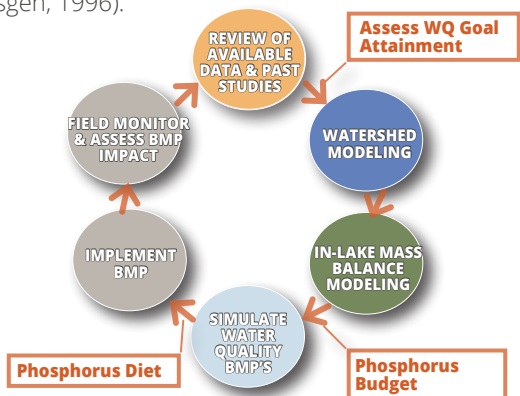 sgen, 1996).
REVIEW OF
AVAILABLE
DATA & PAST
STUDIES
Assess WQ Goal
Attainment
WATERSHED
MODELING
IN-LAKE MASS
BALANCE
MODELING
Phosphorus
Budget
SIMULATE
WATER
QUALITY
BMP'S
Phosphorus Diet
IMPLEMENT
BMP
FIELD MONITOR
& ASSESS BMP
IMPACT